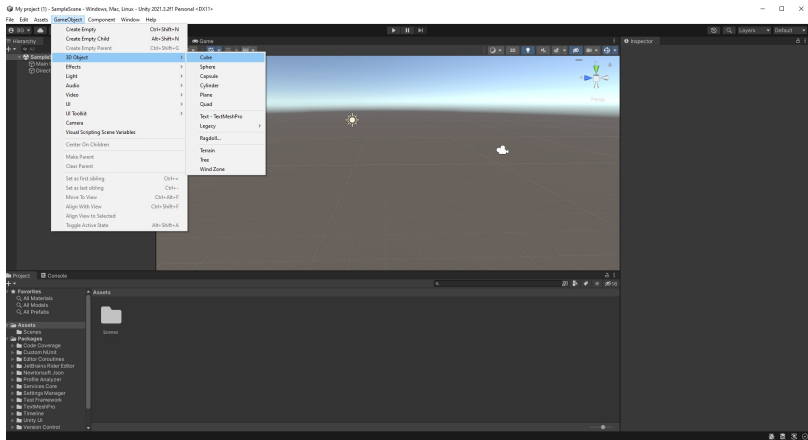 My project (1) - SampleScene - Windows, Mac, Linux - Unity 2021.3.2f1 Personal <DX11>
File Edit Assets GameObject Component Window Help
Layers Default
Hierarchy
Game
Inspector
All
Create Empty Ctrl+Shift+N
Create Empty Child Alt+Shift+N
Create Empty Parent Ctrl+Shift+G
3D Object
Effects
Light
Audio
Video
UI
UI Toolkit
Camera
Visual Scripting Scene Variables
Center On Children
Make Parent
Clear Parent
Set as first sibling Ctrl+=
Set as last sibling Ctrl+-
Move To View Ctrl+Alt+F
Align With View Ctrl+Shift+F
Align View to Selected
Toggle Active State Alt+Shift+A
Cube
Sphere
Capsule
Cylinder
Plane
Quad
Text - TextMeshPro
Legacy
Ragdoll...
Terrain
Tree
Wind Zone
2D
y
Persp
Project Console
Favorites
All Materials
All Models
All Prefabs
Assets
Scenes
Packages
Code Coverage
Custom NUnit
Editor Coroutines
JetBrains Rider Editor
Newtonsoft Json
Profile Analyzer
Services Core
Settings Manager
Test Framework
TextMeshPro
Timeline
Unity UI
Version Control
Assets
Scenes